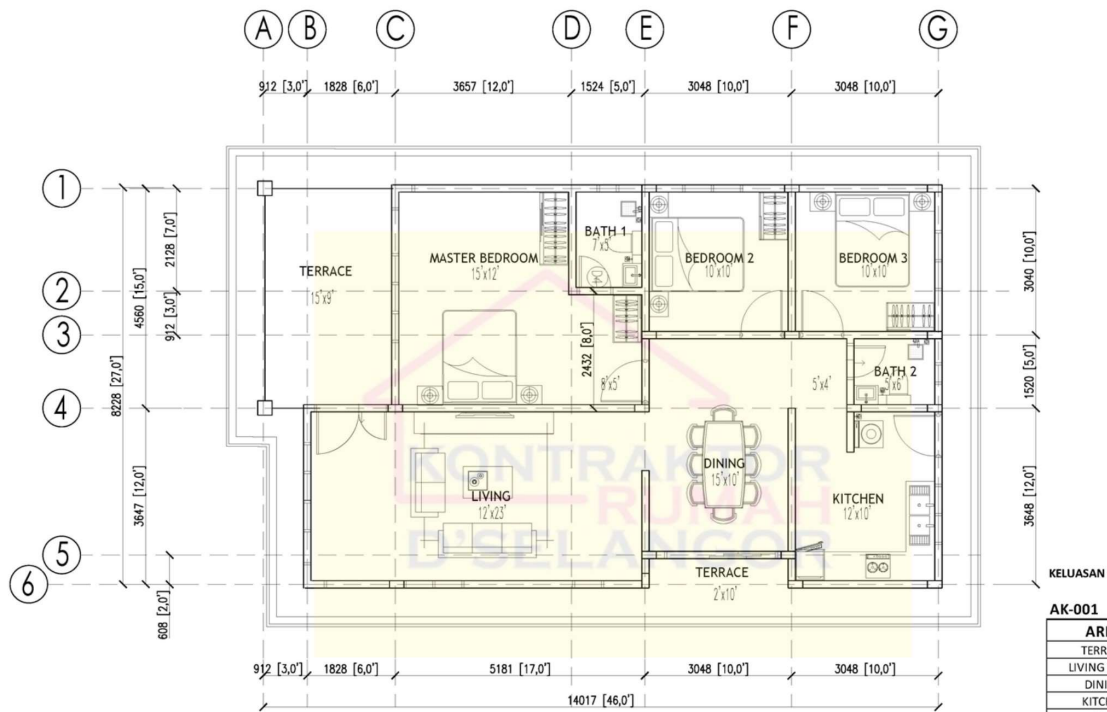 A B C D E F G
912 [3,0'] 1828 [6,0'] 3657 [12,0'] 1524 [5,0'] 3048 [10,0'] 3048 [10,0']
1
2
3
4
5
6
8228 [27,0']
4560 [15,0']
3647 [12,0']
2128 [7,0']
912 [3,0']
608 [2,0']
TERRACE
15'x9'
MASTER BEDROOM
15'x12'
BATH 1
7'x5'
D4
BEDROOM 2
10'x10'
BEDROOM 3
10'x10'
2432 [8,0']
8'x5'
5'x4'
BATH 2
5'x6'
LIVING
12'x23'
DINING
15'x10'
KITCHEN
12'x10'
TERRACE
2'x10'
KONTRAKTOR
RUMAH
D'SELANGOR
3040 [10,0']
1520 [5,0']
3648 [12,0']
912 [3,0'] 1828 [6,0'] 5181 [17,0'] 3048 [10,0'] 3048 [10,0']
14017 [46,0']
KELUASAN
AK-001
ARE
TERR
LIVING
DINI
KITCH